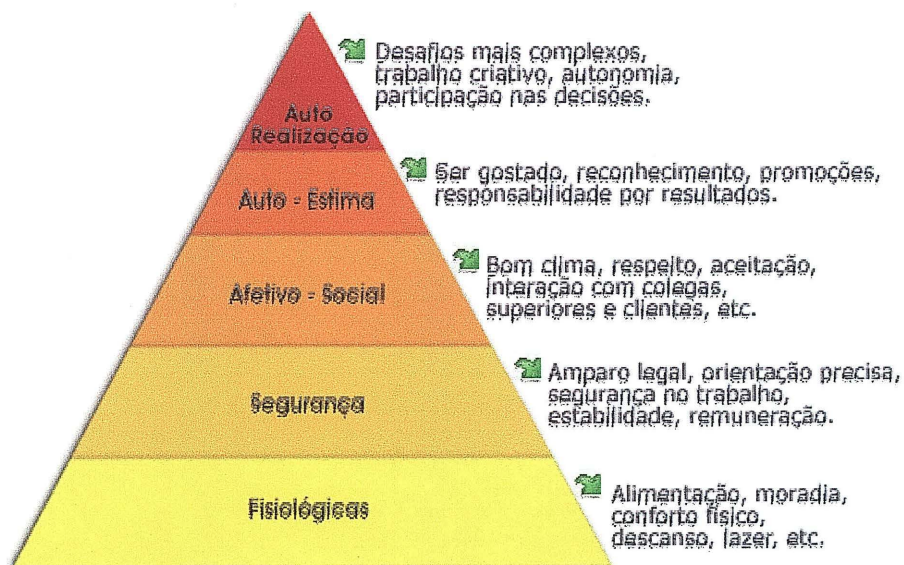 Desafios mais complexos,
trabalho criativo, autonomia,
participação nas decisões.
Auto
Realização
Ser gostado, reconhecimento, promoções,
responsabilidade por resultados.
Auto - Estima
Bom clima, respeito, aceitação,
interação com colegas,
superiores e clientes, etc.
Afetivo - Social
Amparo legal, orientação precisa,
segurança no trabalho,
estabilidade, remuneração.
Segurança
Alimentação, moradia,
conforto físico,
descanso, lazer, etc.
Fisiológicas